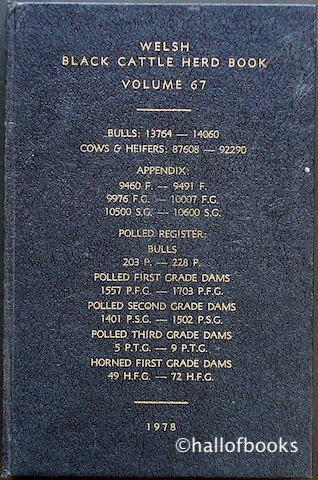 WELSH
BLACK CATTLE HERD BOOK
VOLUME 67
BULLS: 13764 — 14060
COWS & HEIFERS: 87608 — 92290
APPENDIX:
9460 F. — 9491 F.
9976 F.G. — 10007 F.G.
10500 S.G. — 10600 S.G.
POLLED REGISTER:
BULLS
203 P. — 228 P.
POLLED FIRST GRADE DAMS
1557 P.F.G. — 1703 P.F.G.
POLLED SECOND GRADE DAMS
1401 P.S.G. — 1502 P.S.G.
POLLED THIRD GRADE DAMS
5 P.T.G. — 9 P.T.G.
HORNED FIRST GRADE DAMS
49 H.F.G. — 72 H.F.G.
1978
©hallofbooks